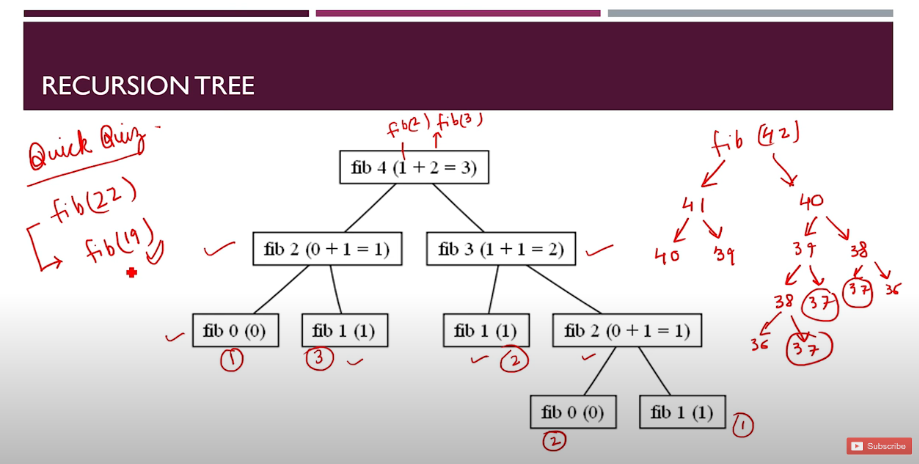 RECURSION TREE
Quick Quiz
fib(22)
fib(19)
fib(2) fib(3)
fib 4 (1 + 2 = 3)
fib 2 (0 + 1 = 1)
fib 3 (1 + 1 = 2)
fib 0 (0)
fib 1 (1)
fib 1 (1)
fib 2 (0 + 1 = 1)
1
3
2
fib 0 (0)
fib 1 (1)
2
1
fib (42)
41
40
40
39
39
38
38
37
37
36
36
37
Subscribe